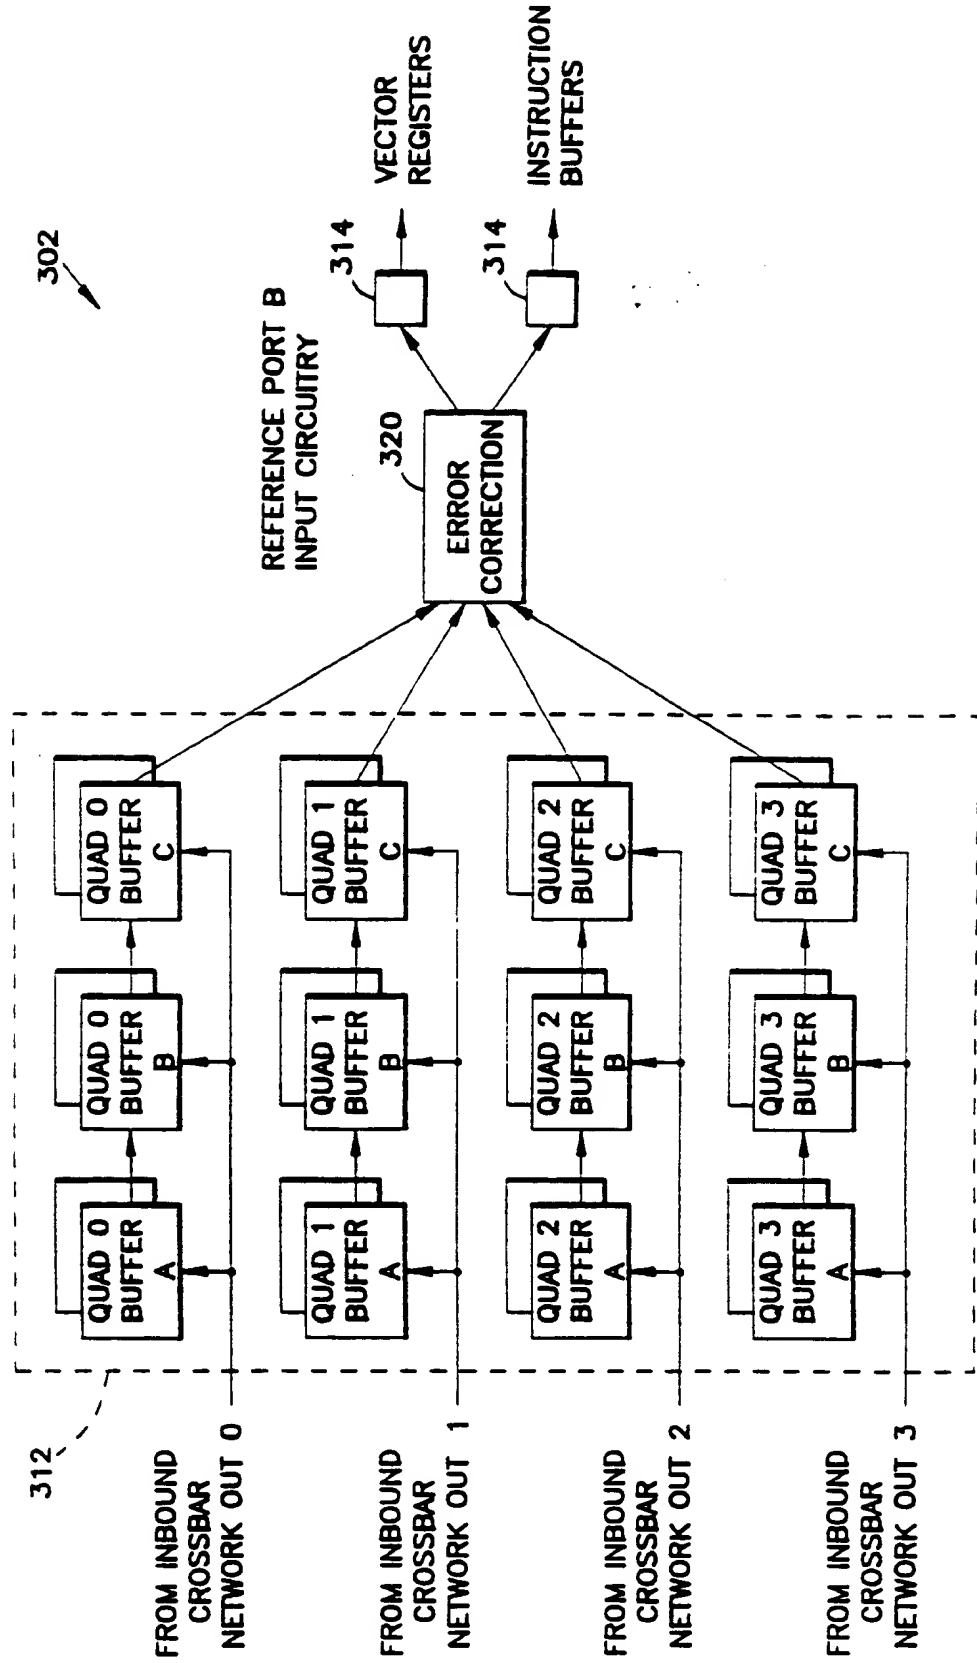 302
REFERENCE PORT B
INPUT CIRCUITRY
312
FROM INBOUND
CROSSBAR
NETWORK OUT 0
QUAD 0
BUFFER
A
QUAD 0
BUFFER
B
QUAD 0
BUFFER
C
FROM INBOUND
CROSSBAR
NETWORK OUT 1
QUAD 1
BUFFER
A
QUAD 1
BUFFER
B
QUAD 1
BUFFER
C
FROM INBOUND
CROSSBAR
NETWORK OUT 2
QUAD 2
BUFFER
A
QUAD 2
BUFFER
B
QUAD 2
BUFFER
C
FROM INBOUND
CROSSBAR
NETWORK OUT 3
QUAD 3
BUFFER
A
QUAD 3
BUFFER
B
QUAD 3
BUFFER
C
320
ERROR
CORRECTION
314
VECTOR
REGISTERS
314
INSTRUCTION
BUFFERS